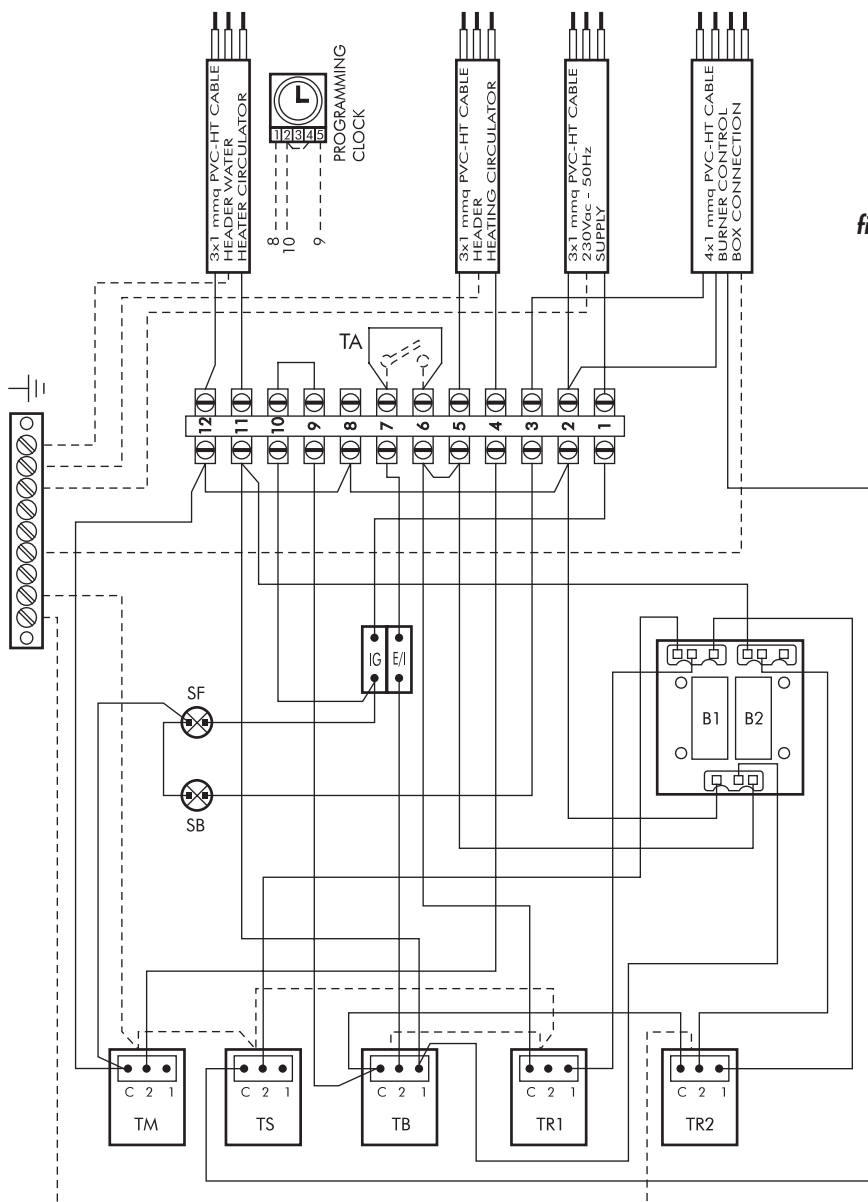 3x1 mmq PVC-HT CABLE
HEADER WATER
HEATER CIRCULATOR
1 2 3 4 5
PROGRAMMING
CLOCK
8
10
9
3x1 mmq PVC-HT CABLE
HEADER
HEATING CIRCULATOR
3x1 mmq PVC-HT CABLE
230Vac - 50Hz
SUPPLY
4x1 mmq PVC-HT CABLE
BURNER CONTROL
BOX CONNECTION
TA
12 11 10 9 8 7 6 5 4 3 2 1
IG E/I
SF
SB
B1 B2
C 2 1
TM
C 2 1
TS
C 2 1
TB
C 2 1
TR1
C 2 1
TR2